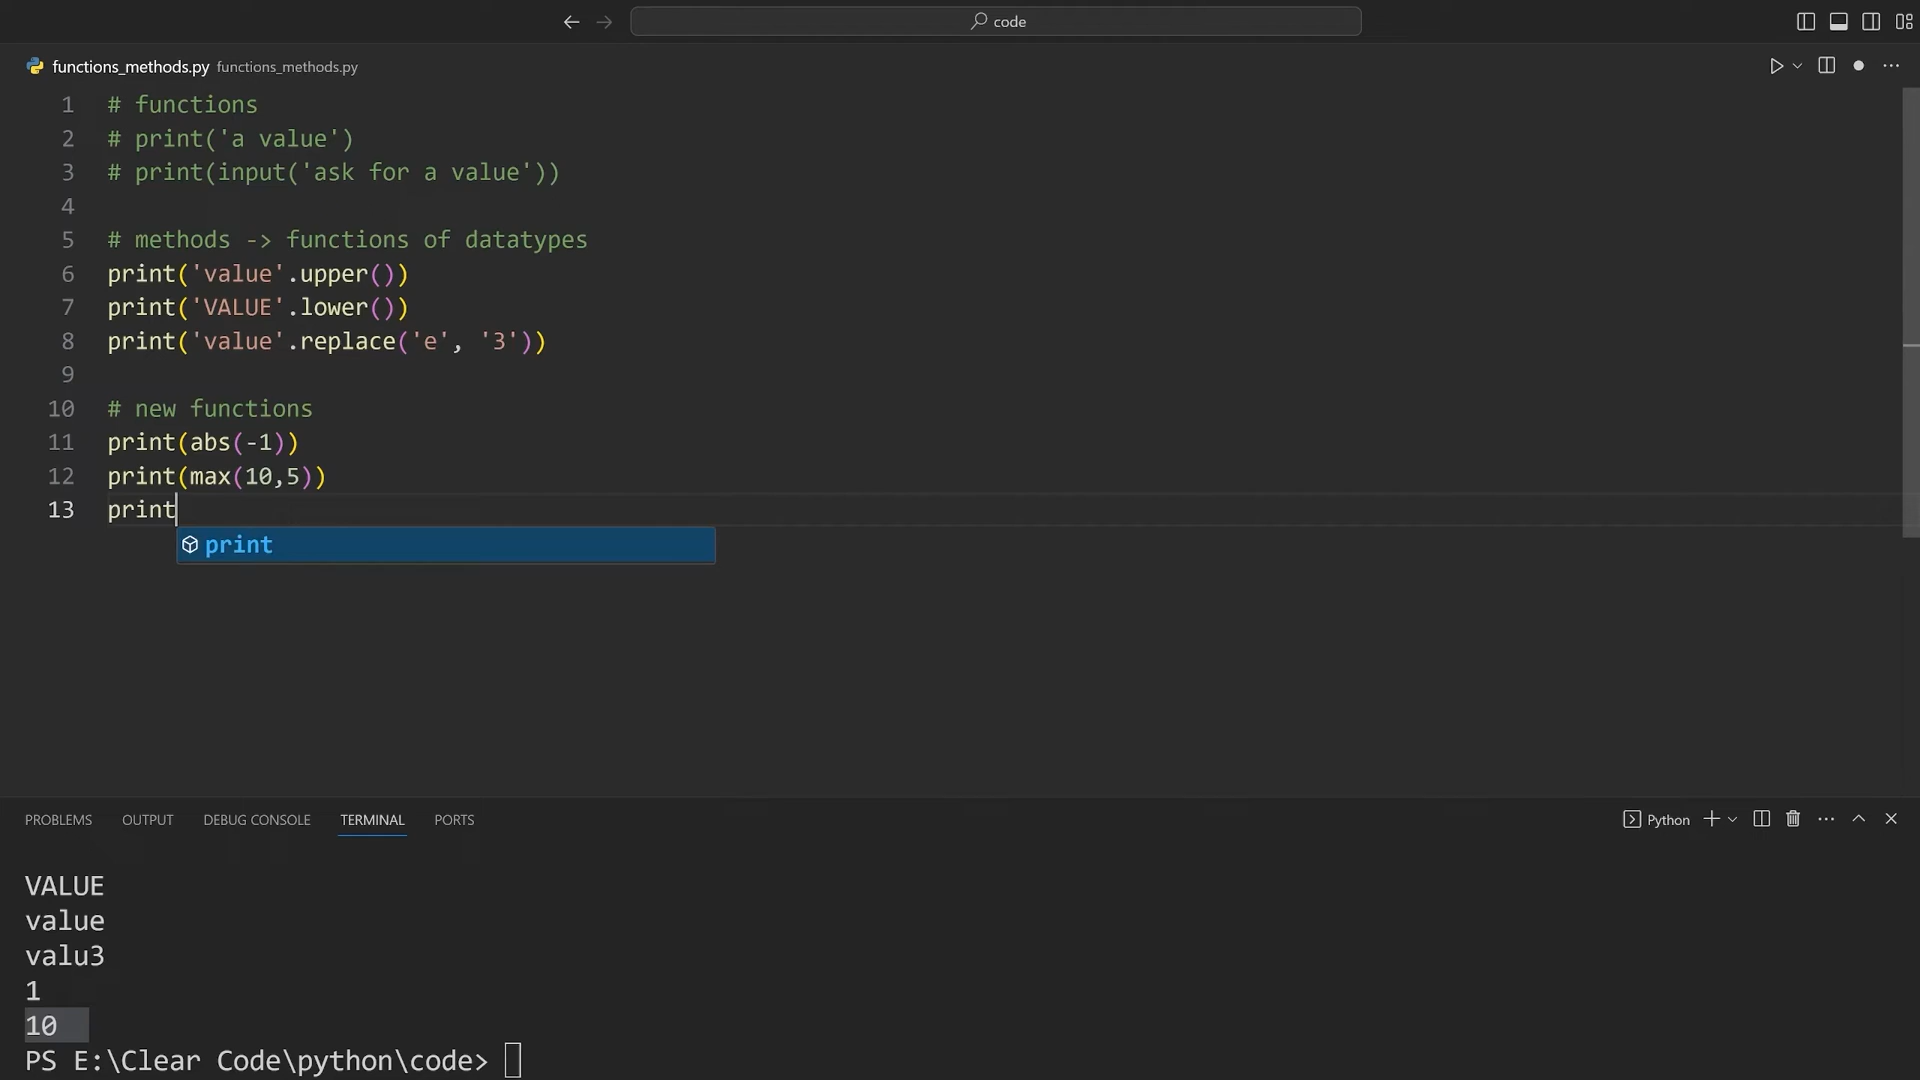 code
functions_methods.py functions_methods.py
1 # functions
2 # print('a value')
3 # print(input('ask for a value'))
4
5 # methods -> functions of datatypes
6 print('value'.upper())
7 print('VALUE'.lower())
8 print('value'.replace('e', '3'))
9
10 # new functions
11 print(abs(-1))
12 print(max(10,5))
13 print
print
PROBLEMS OUTPUT DEBUG CONSOLE TERMINAL PORTS Python
VALUE
value
valu3
1
10
PS E:\Clear Code\python\code>